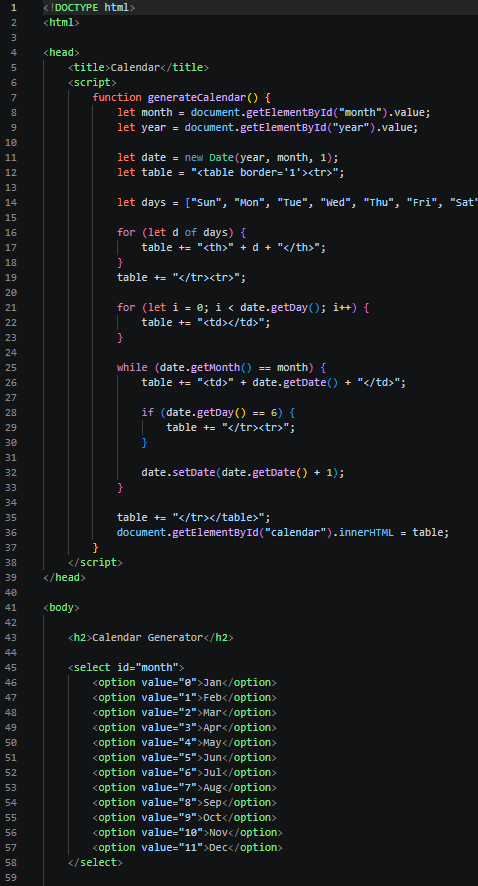 1 <!DOCTYPE html>
2 <html>
3
4 <head>
5 <title>Calendar</title>
6 <script>
7 function generateCalendar() {
8 let month = document.getElementById("month").value;
9 let year = document.getElementById("year").value;
10
11 let date = new Date(year, month, 1);
12 let table = "<table border='1'><tr>";
13
14 let days = ["Sun", "Mon", "Tue", "Wed", "Thu", "Fri", "Sat"
15
16 for (let d of days) {
17 table += "<th>" + d + "</th>";
18 }
19 table += "</tr><tr>";
20
21 for (let i = 0; i < date.getDay(); i++) {
22 table += "<td></td>";
23 }
24
25 while (date.getMonth() == month) {
26 table += "<td>" + date.getDate() + "</td>";
27
28 if (date.getDay() == 6) {
29 table += "</tr><tr>";
30 }
31
32 date.setDate(date.getDate() + 1);
33 }
34
35 table += "</tr></table>";
36 document.getElementById("calendar").innerHTML = table;
37 }
38 </script>
39 </head>
40
41 <body>
42
43 <h2>Calendar Generator</h2>
44
45 <select id="month">
46 <option value="0">Jan</option>
47 <option value="1">Feb</option>
48 <option value="2">Mar</option>
49 <option value="3">Apr</option>
50 <option value="4">May</option>
51 <option value="5">Jun</option>
52 <option value="6">Jul</option>
53 <option value="7">Aug</option>
54 <option value="8">Sep</option>
55 <option value="9">Oct</option>
56 <option value="10">Nov</option>
57 <option value="11">Dec</option>
58 </select>
59